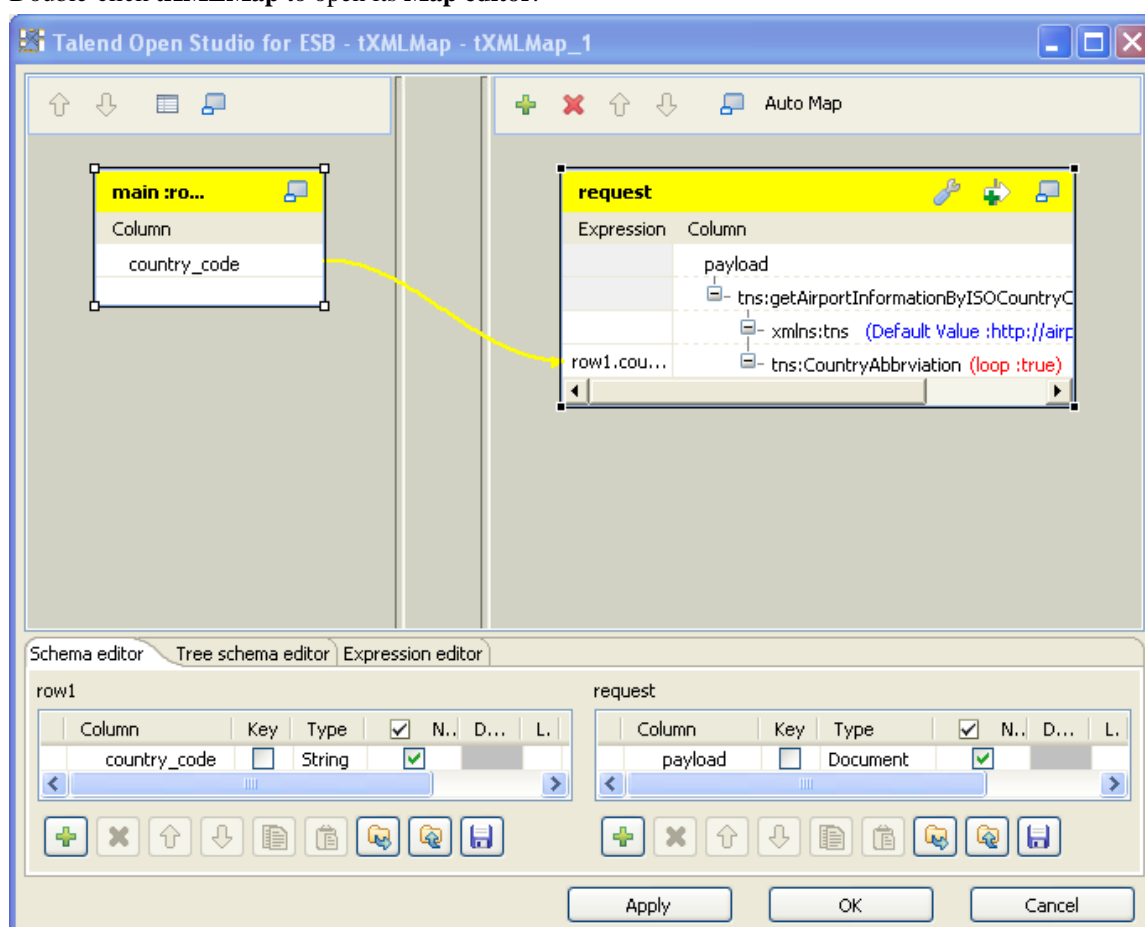 Talend Open Studio for ESB - tXMLMap - tXMLMap_1
Auto Map
main :ro...
Column
country_code
request
Expression Column
payload
tns:getAirportInformationByISOCountryC
xmlns:tns (Default Value :http://airp
row1.cou... tns:CountryAbbrviation (loop :true)
Schema editor Tree schema editor Expression editor
row1
Column Key Type N.. D... L.
country_code String
request
Column Key Type N.. D... L.
payload Document
Apply OK Cancel